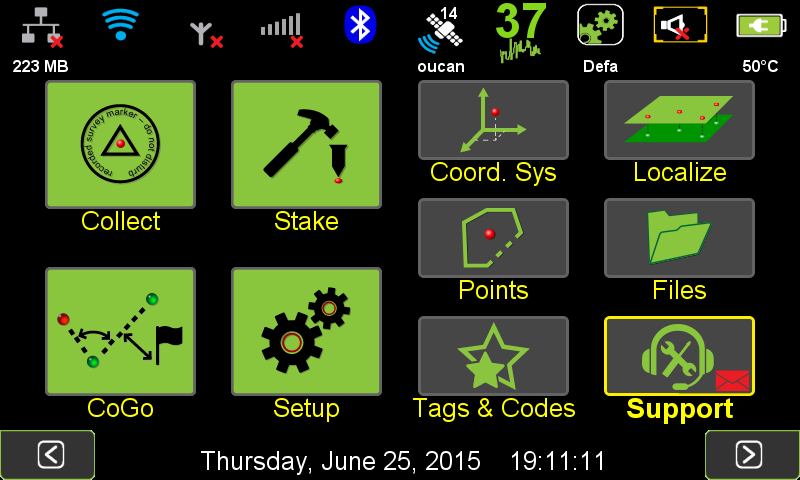 14
37
223 MB
oucan
Defa
50°C
recorded survey marker – do not disturb
Collect
Stake
Coord. Sys
Localize
Points
Files
CoGo
Setup
Tags & Codes
Support
Thursday, June 25, 2015 19:11:11